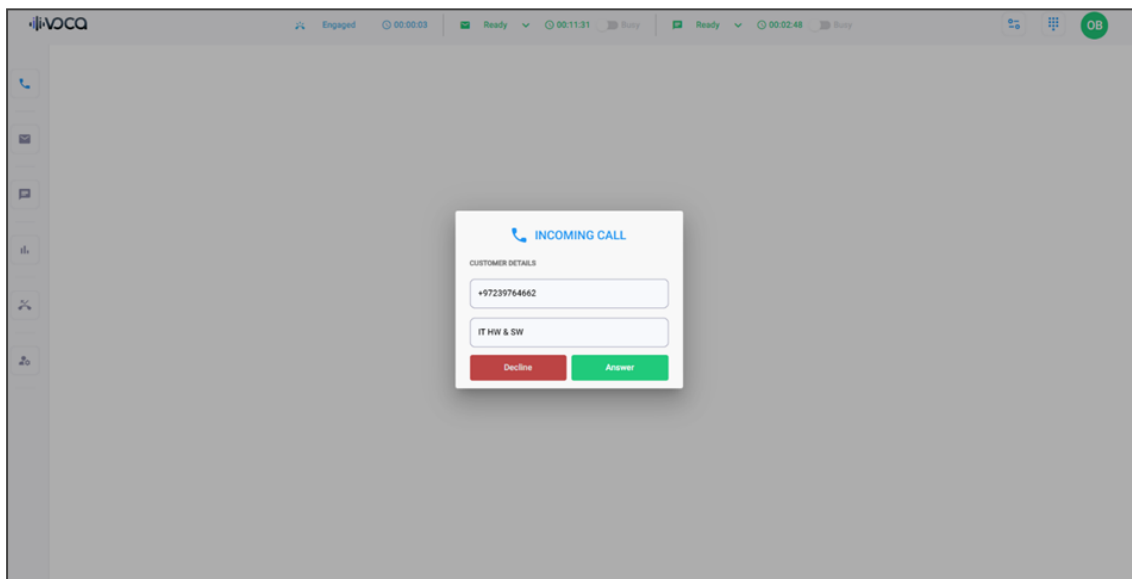 VOCA
Engaged 00:00:03 Ready 00:11:31 Busy Ready 00:02:48 Busy OB
INCOMING CALL
CUSTOMER DETAILS
+97239764662
IT HW & SW
Decline Answer